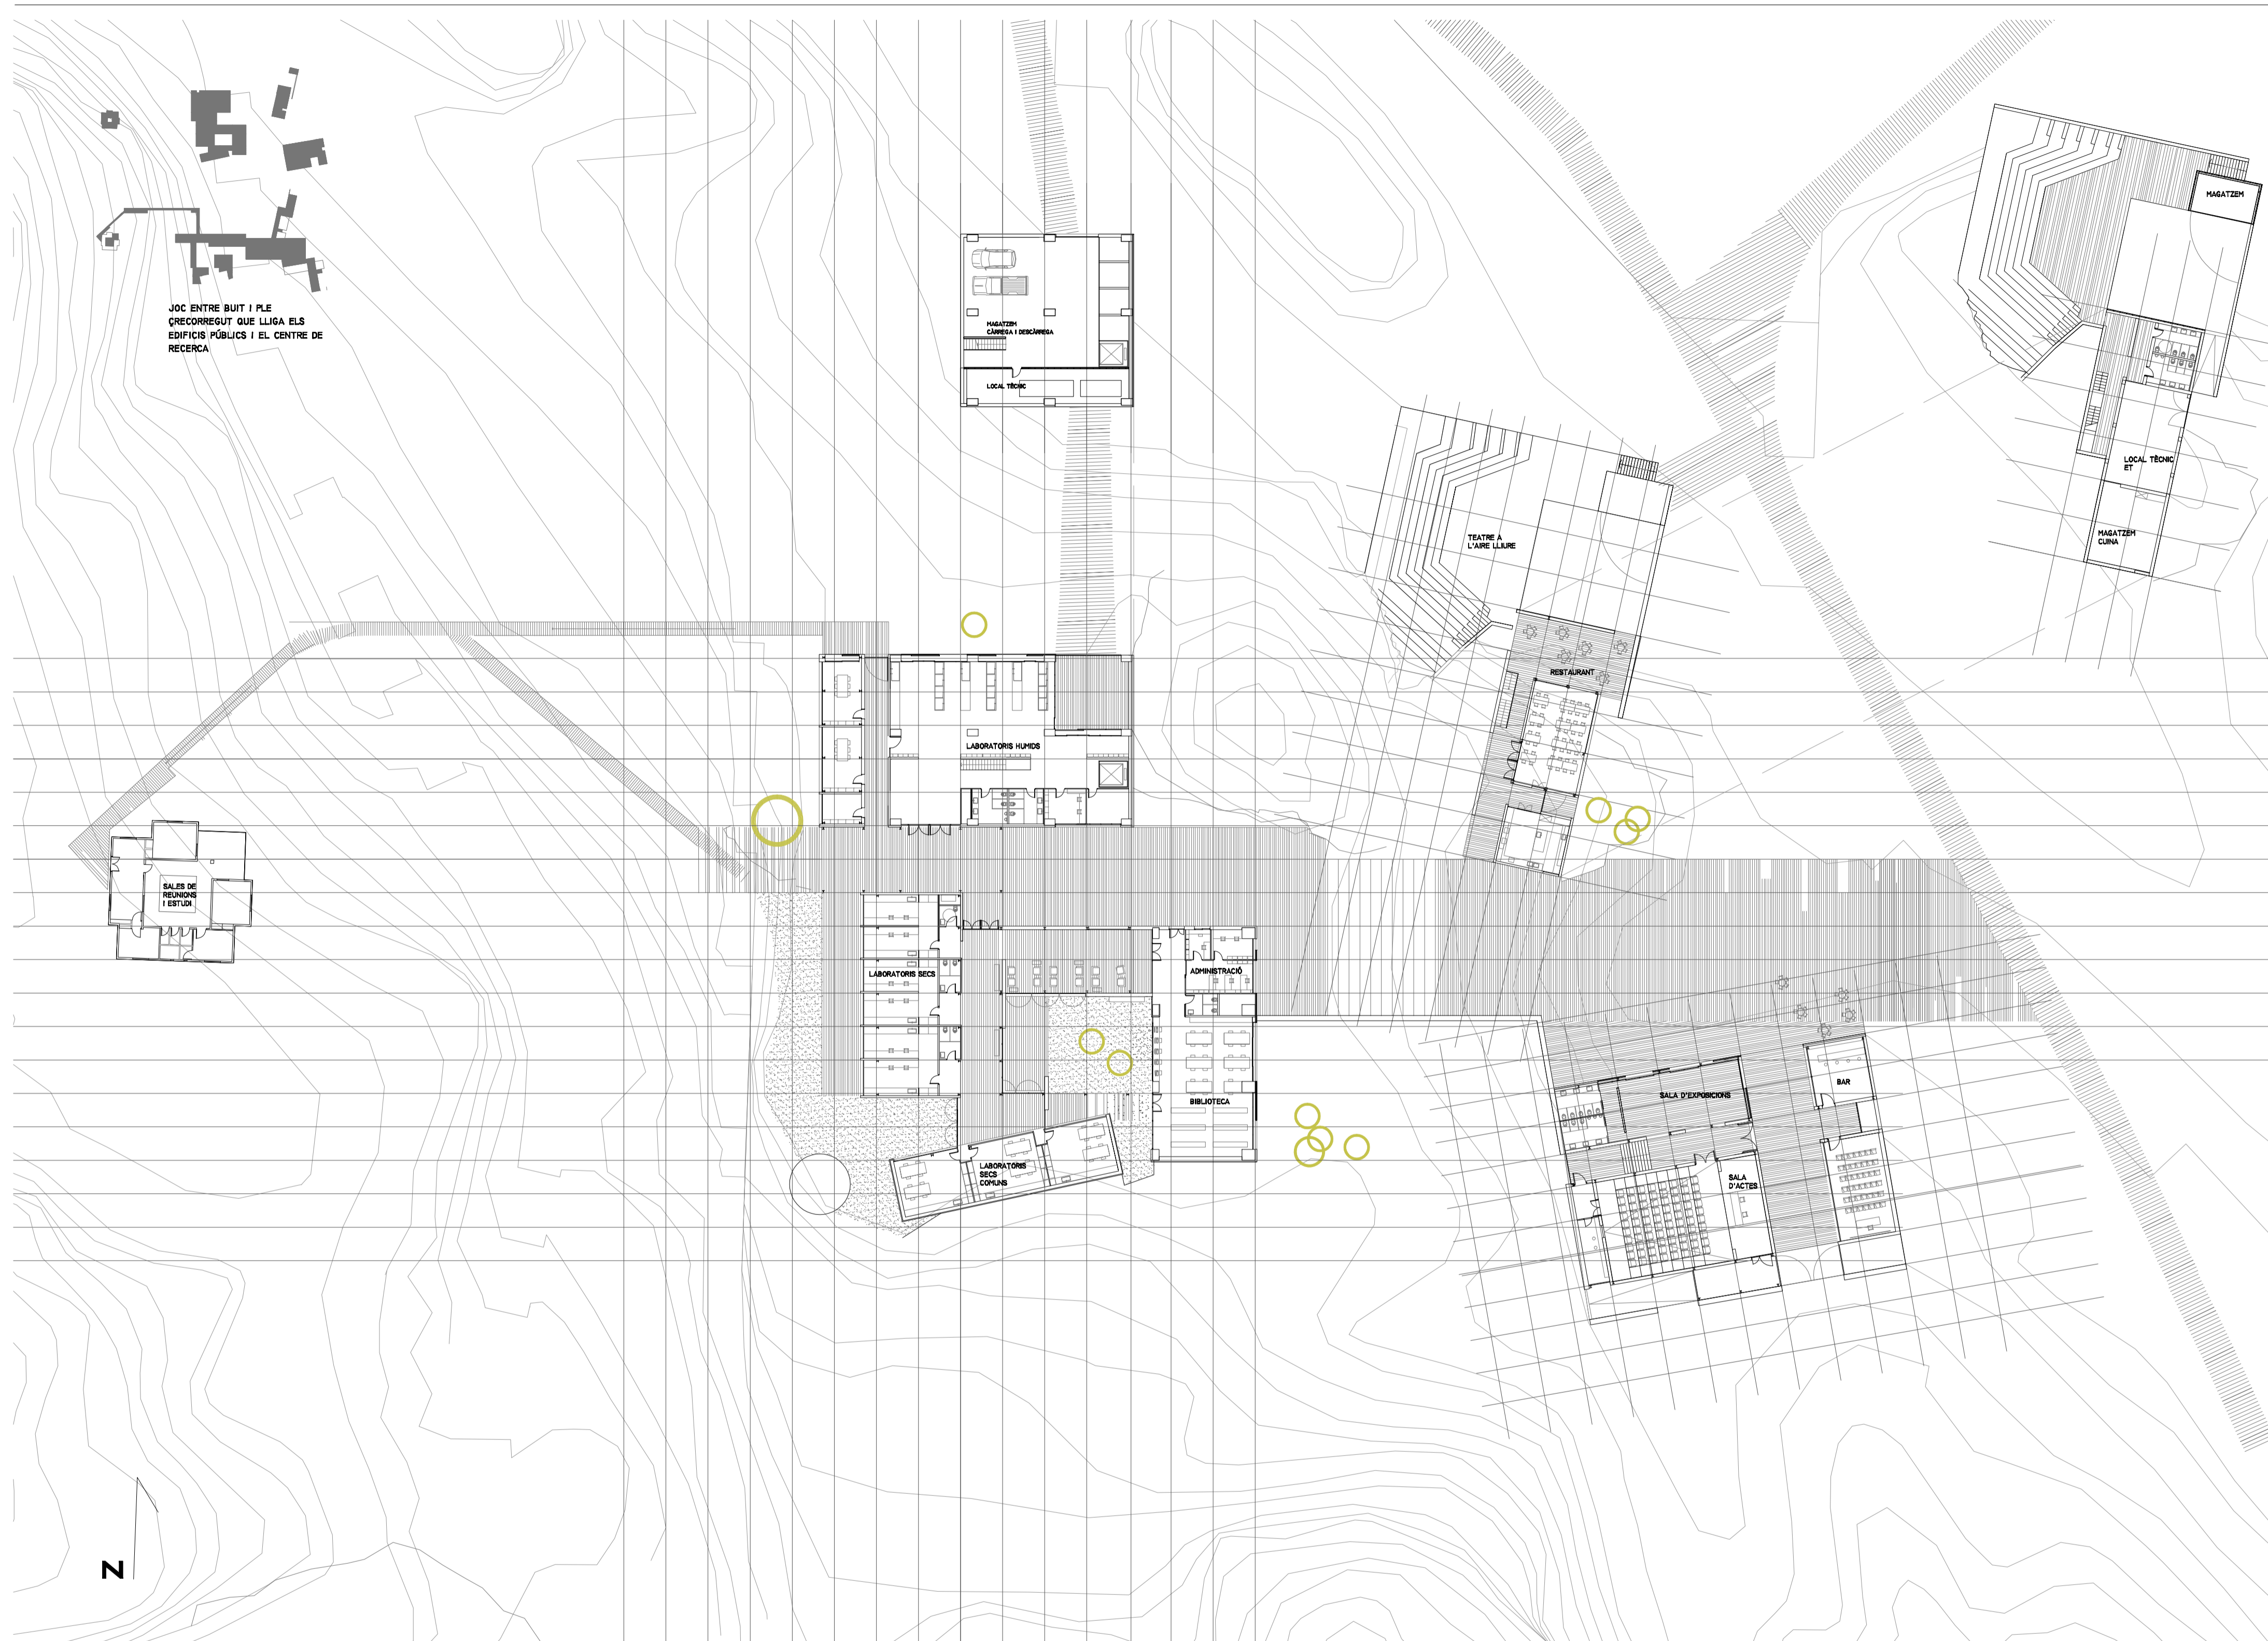 JOC ENTRE BUIT I PLE
ÇRECORREGUT QUE LLIGA ELS
EDIFICIS PÚBLICS I EL CENTRE DE
RECERCA
MAGATZEM
CÀRREGA I DESCÀRREGA
LOCAL TÈCNIC
MAGATZEM
LOCAL TÈCNIC
ET
MAGATZEM
CUINA
TEATRE A
L'AIRE LLIURE
RESTAURANT
LABORATORIS HUMIDS
SALES DE
REUNIONS
I ESTUDI
LABORATORIS SECS
ADMINISTRACIÓ
BIBLIOTECA
LABORATORIS
SECS
COMUNS
SALA D'EXPOSICIONS
BAR
SALA
D'ACTES
N